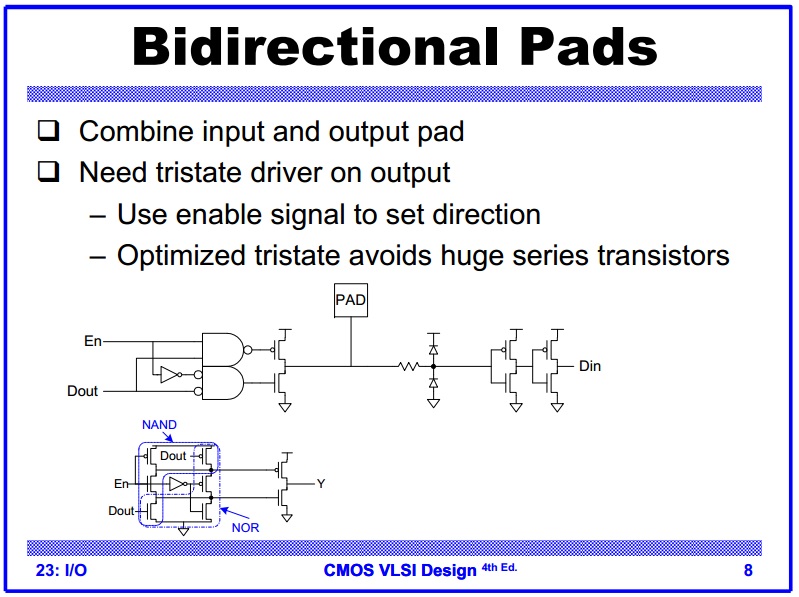 Bidirectional Pads
❑ Combine input and output pad
❑ Need tristate driver on output
– Use enable signal to set direction
– Optimized tristate avoids huge series transistors
PAD
En
Din
Dout
NAND
Dout
En
Y
Dout
NOR
23: I/O
CMOS VLSI Design 4th Ed.
8